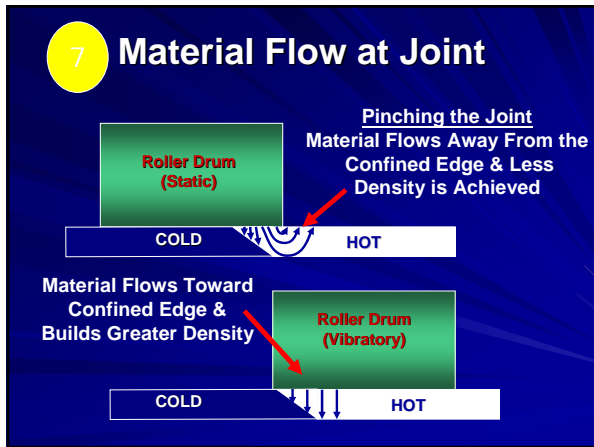 7
Material Flow at Joint
Pinching the Joint
Material Flows Away From the
Confined Edge & Less
Density is Achieved
Roller Drum
(Static)
COLD
HOT
Material Flows Toward
Confined Edge &
Builds Greater Density
Roller Drum
(Vibratory)
COLD
HOT